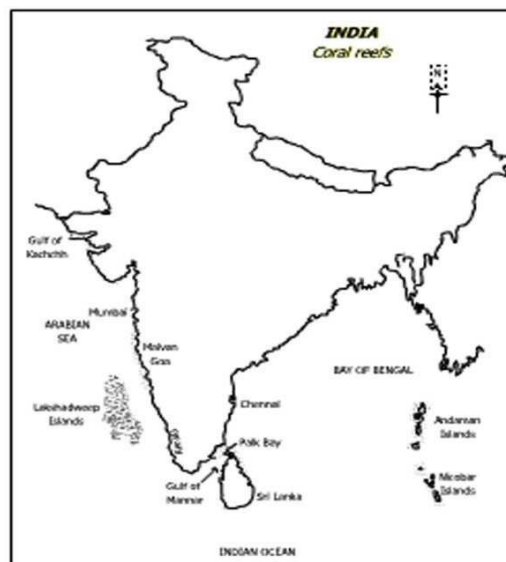 INDIA
Coral reefs
N
Gulf of
Kachchh
Mumbai
ARABIAN
SEA
Malvan
Goa
BAY OF BENGAL
Lakshadweep
Islands
Chennai
Andaman
Islands
Kerala
Palk Bay
Gulf of
Mannar
Nicobar
Islands
Sri Lanka
INDIAN OCEAN